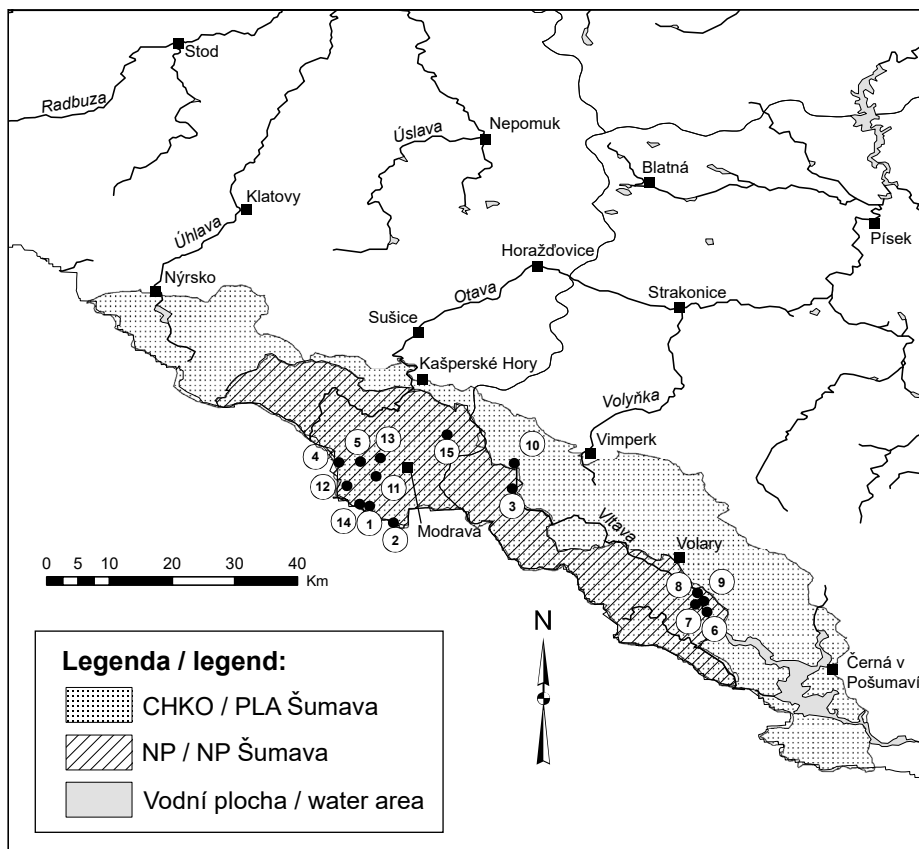 Stod
Radbuza
Úslava
Nepomuk
Blatná
Klatovy
Úhlava
Písek
Horažďovice
Nýrsko
Otava
Strakonice
Sušice
Kašperské Hory
Volyňka
Vimperk
13
5
10
4
15
12
11
3
14
1
2
Modrava
Vltava
Volary
0 10 20 30 40
Km
8
9
7
6
N
Černá v
Pošumaví
Legenda / legend:
CHKO / PLA Šumava
NP / NP Šumava
Vodní plocha / water area